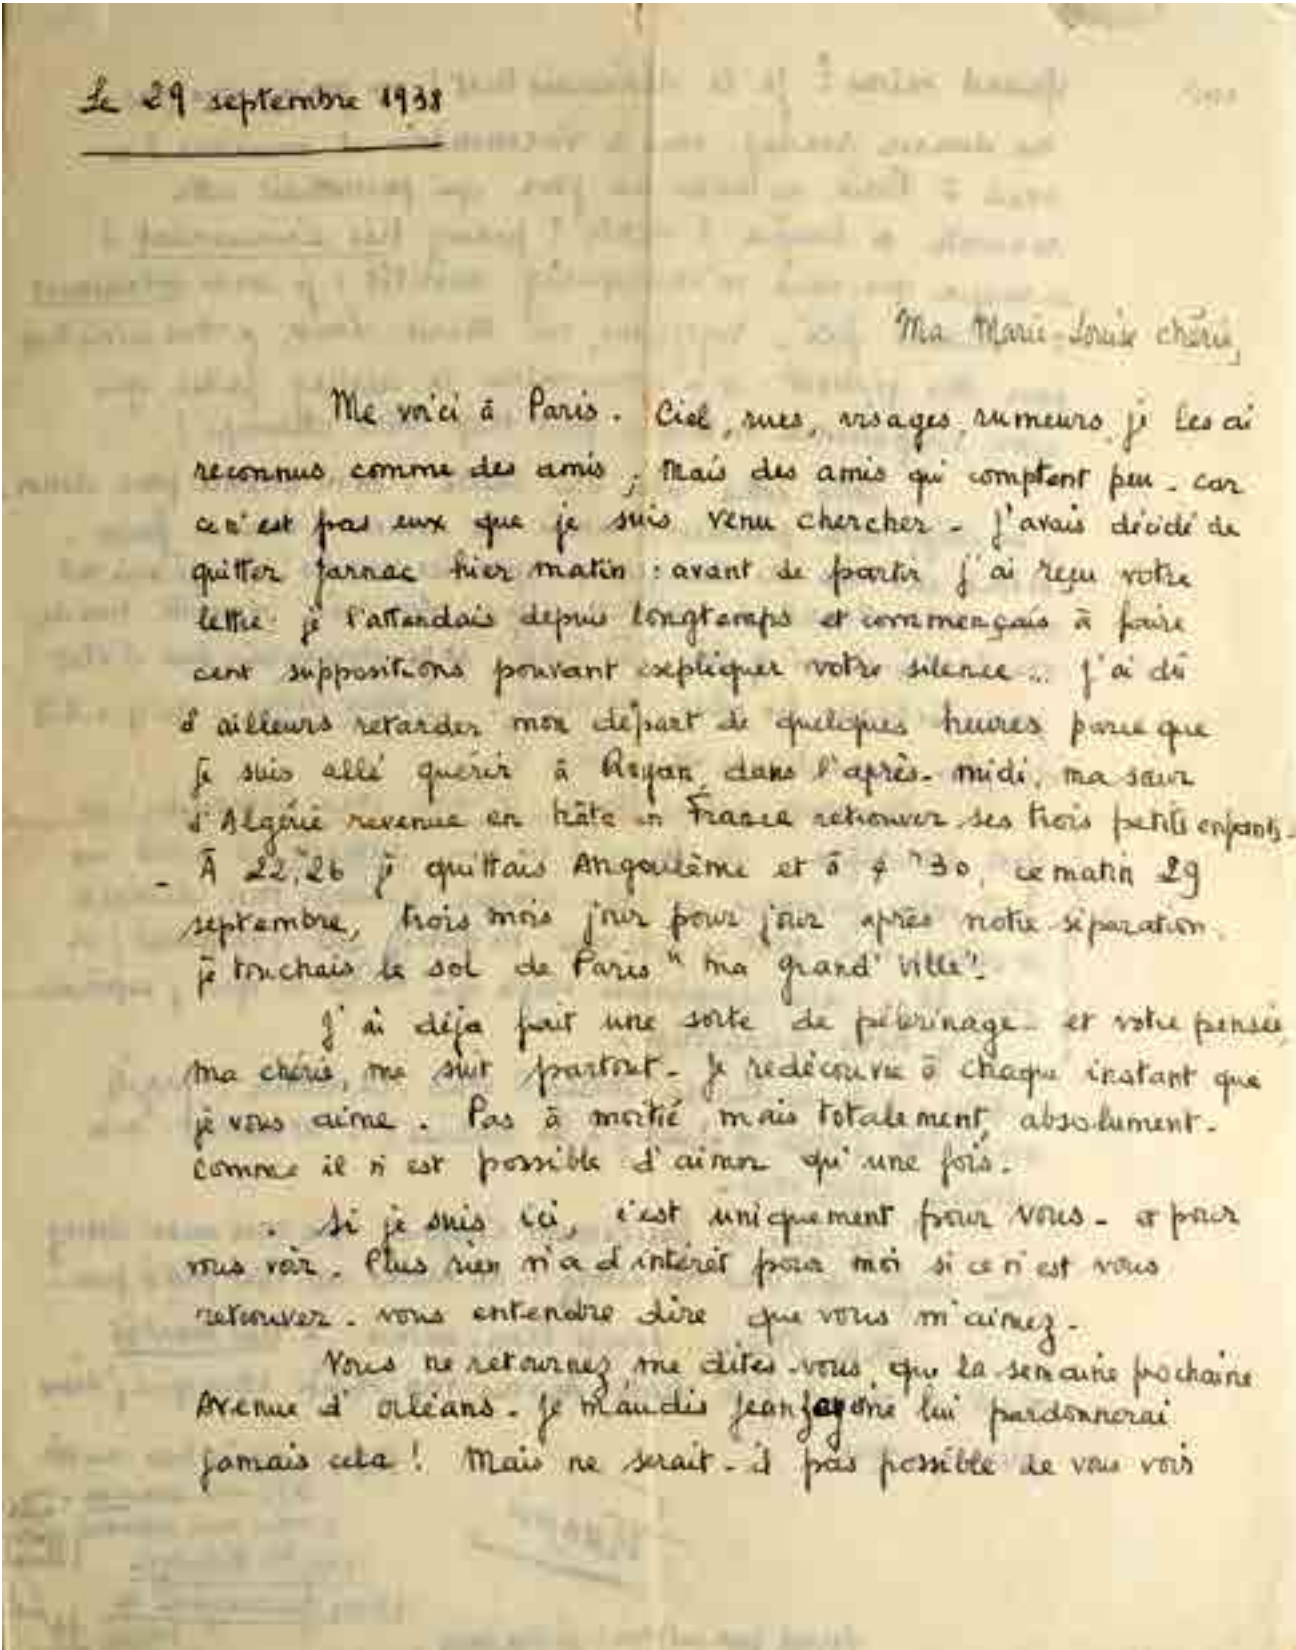 Le 29 septembre 1938
Ma Marie-Louise chérie,
Me voici à Paris. Ciel, rues, visages, rumeurs, je les ai
reconnus comme des amis, mais des amis qui comptent peu - car
ce n'est pas eux que je suis venu chercher - J'avais décidé de
quitter Jarnac hier matin : avant de partir j'ai reçu votre
lettre je l'attendais depuis longtemps et commençais à faire
cent suppositions pouvant expliquer votre silence... J'ai dû
d'ailleurs retarder mon départ de quelques heures parce que
je suis allé quérir à Royan, dans l'après-midi, ma sœur
d'Algérie revenue en hâte en France retrouver ses trois petits enfants -
- À 22h26 je quittais Angoulême et à h30, ce matin 29
septembre, trois mois jour pour jour après notre séparation,
je touchais le sol de Paris "ma grand' ville"!
J'ai déjà fait une sorte de pélerinage - et votre pensée,
ma chérie, me suit partout - Je redécouvre à chaque instant que
je vous aime. Pas à moitié, mais totalement, absolument -
comme il n'est possible d'aimer qu'une fois.
Si je suis ici, c'est uniquement pour vous - et pour
vous voir. Plus rien n'a d'intérêt pour moi si ce n'est vous
retrouver - vous entendre dire que vous m'aimez -
Vous ne retournez, me dites-vous, que la semaine prochaine
Avenue d'orléans - Je maudis Jean lui pardonnerai
jamais cela ! Mais ne serait-il pas possible de vous voir